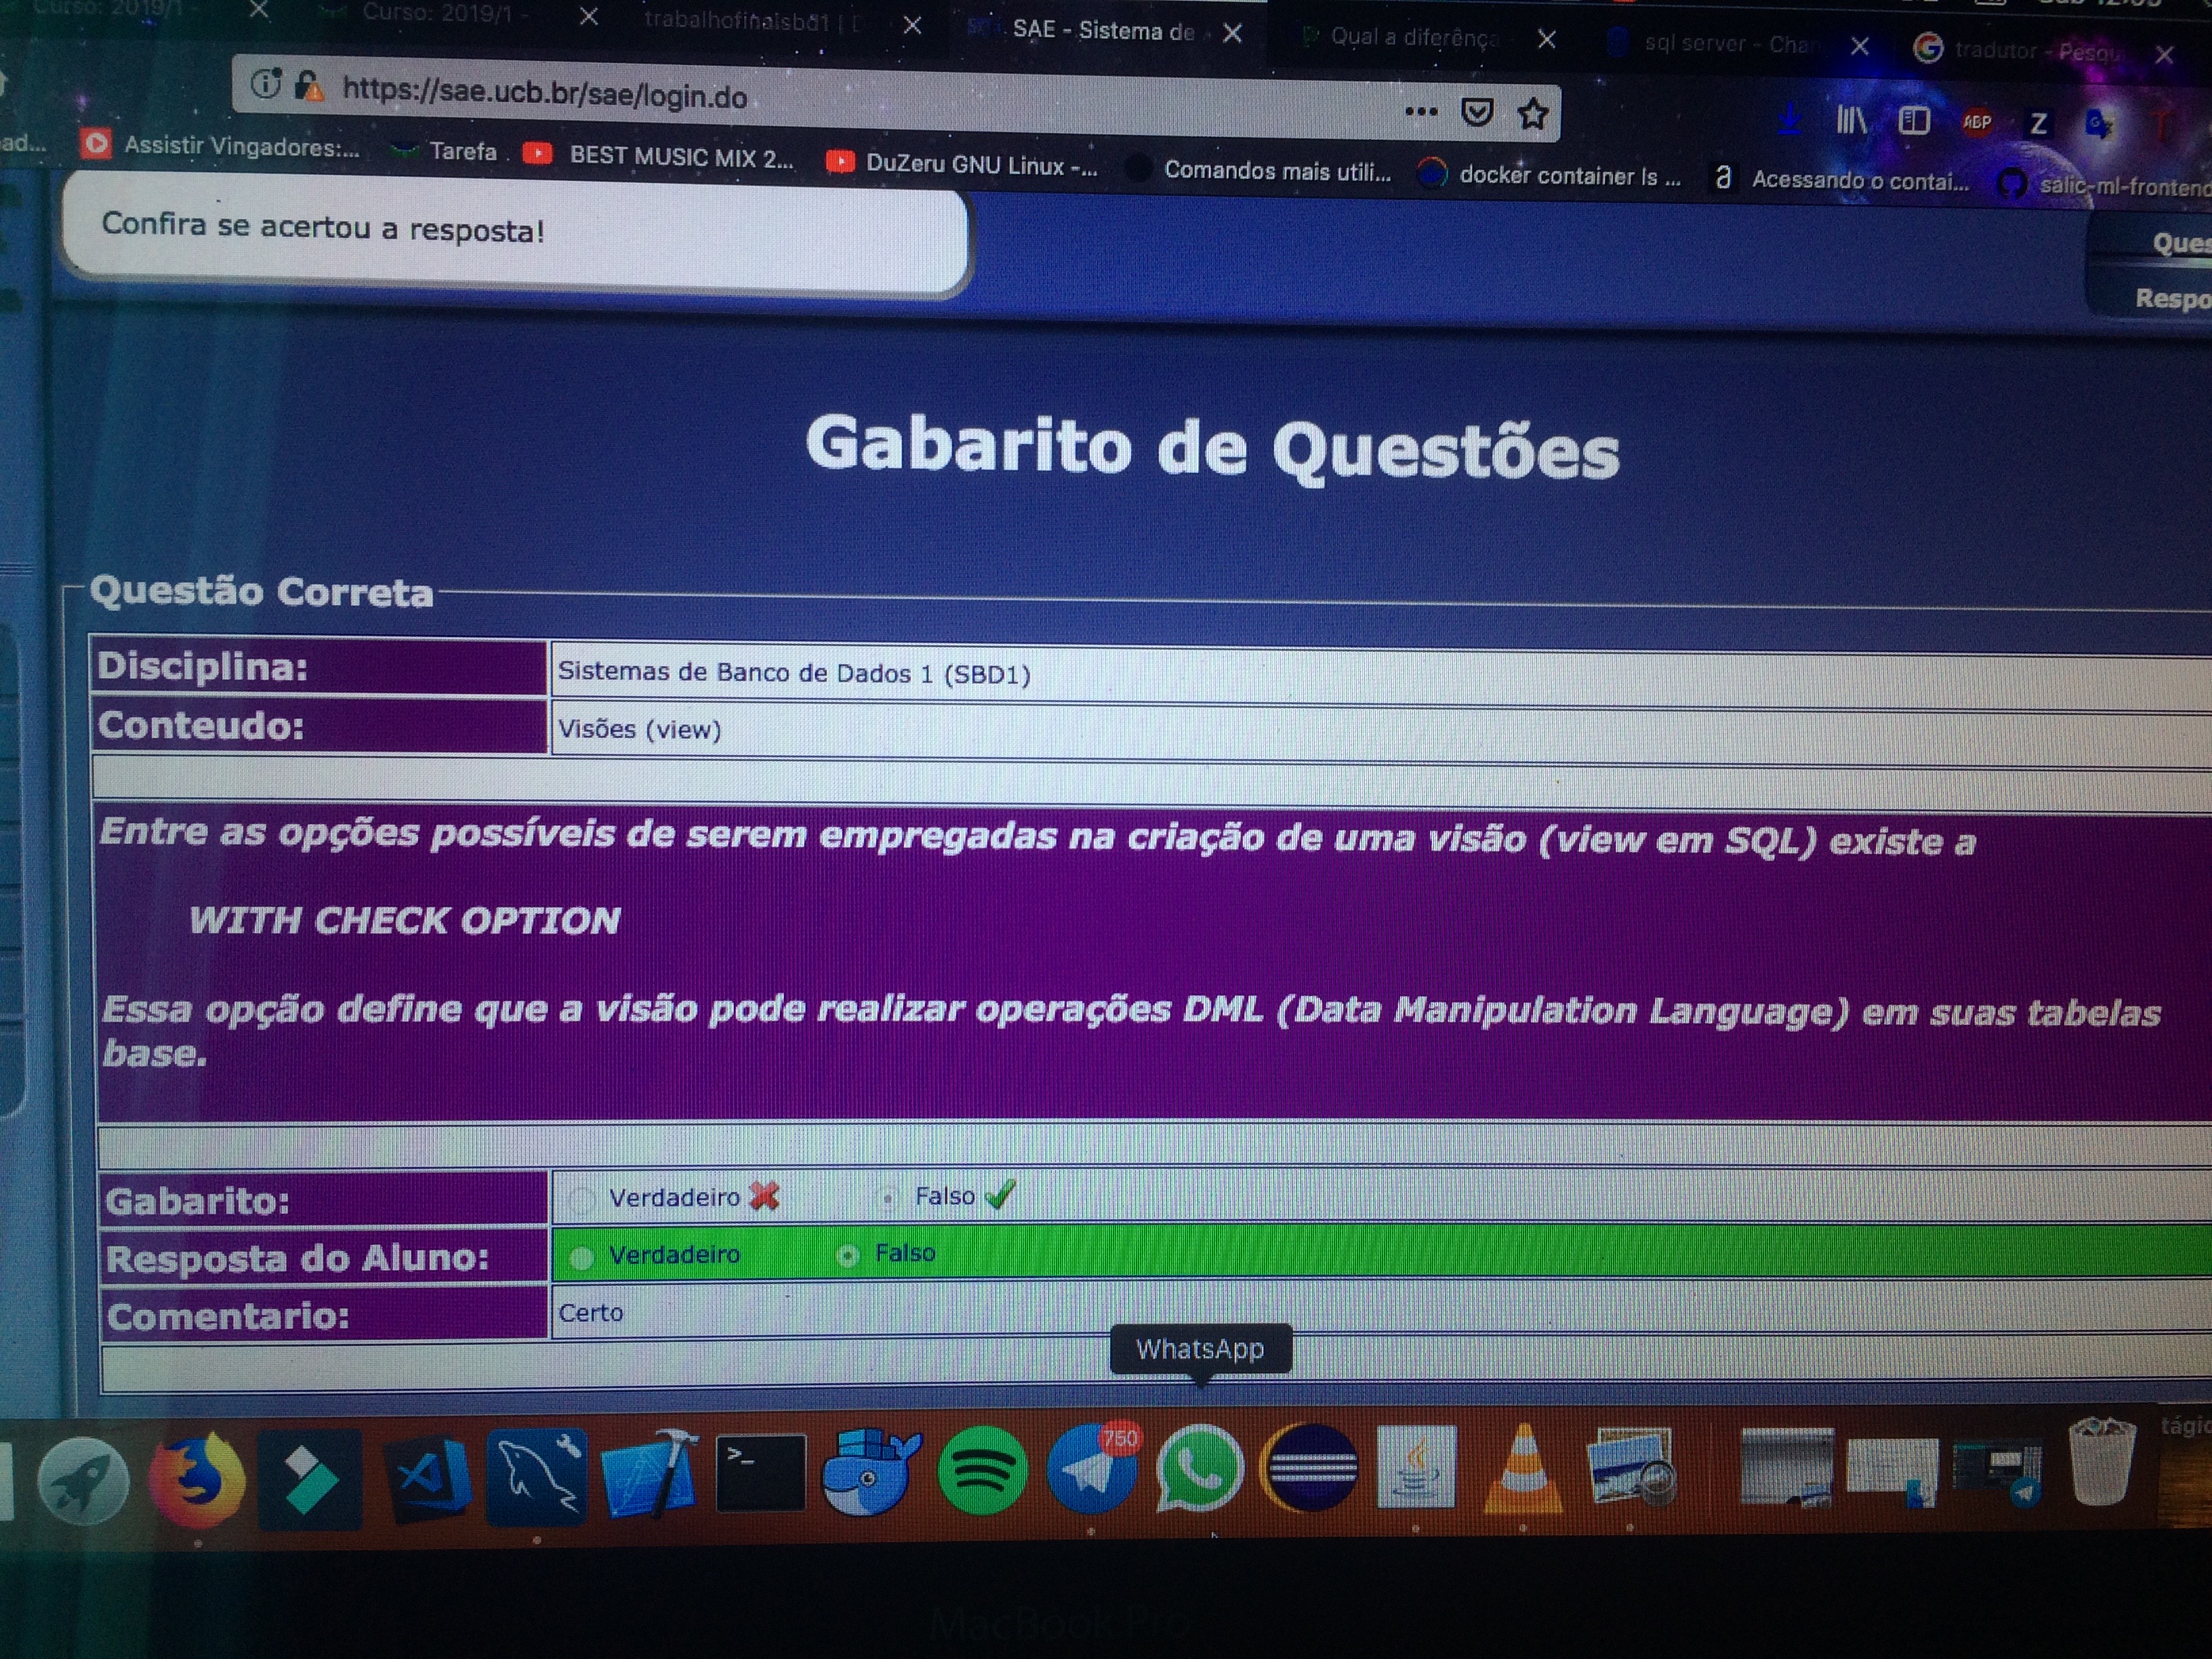 Curso: 2019/1 -
Curso: 2019/1 -
trabalhofinalsbd1 |
SAE - Sistema de
Qual a diferênça
sql server - Char
tradutor - Pesqu
https://sae.ucb.br/sae/login.do
ABP
Z
ad...
Assistir Vingadores:...
Tarefa
BEST MUSIC MIX 2...
DuZeru GNU Linux -...
Comandos mais utili...
docker container ls ...
a
Acessando o contai...
salic-ml-frontend
Confira se acertou a resposta!
Ques
Respo
Gabarito de Questões
Questão Correta
Disciplina:
Sistemas de Banco de Dados 1 (SBD1)
Conteudo:
Visões (view)
Entre as opções possíveis de serem empregadas na criação de uma visão (view em SQL) existe a
WITH CHECK OPTION
Essa opção define que a visão pode realizar operações DML (Data Manipulation Language) em suas tabelas
base.
Gabarito:
Verdadeiro
Falso
Resposta do Aluno:
Verdadeiro
Falso
Comentario:
Certo
WhatsApp
750
tágic
MacBook Pro